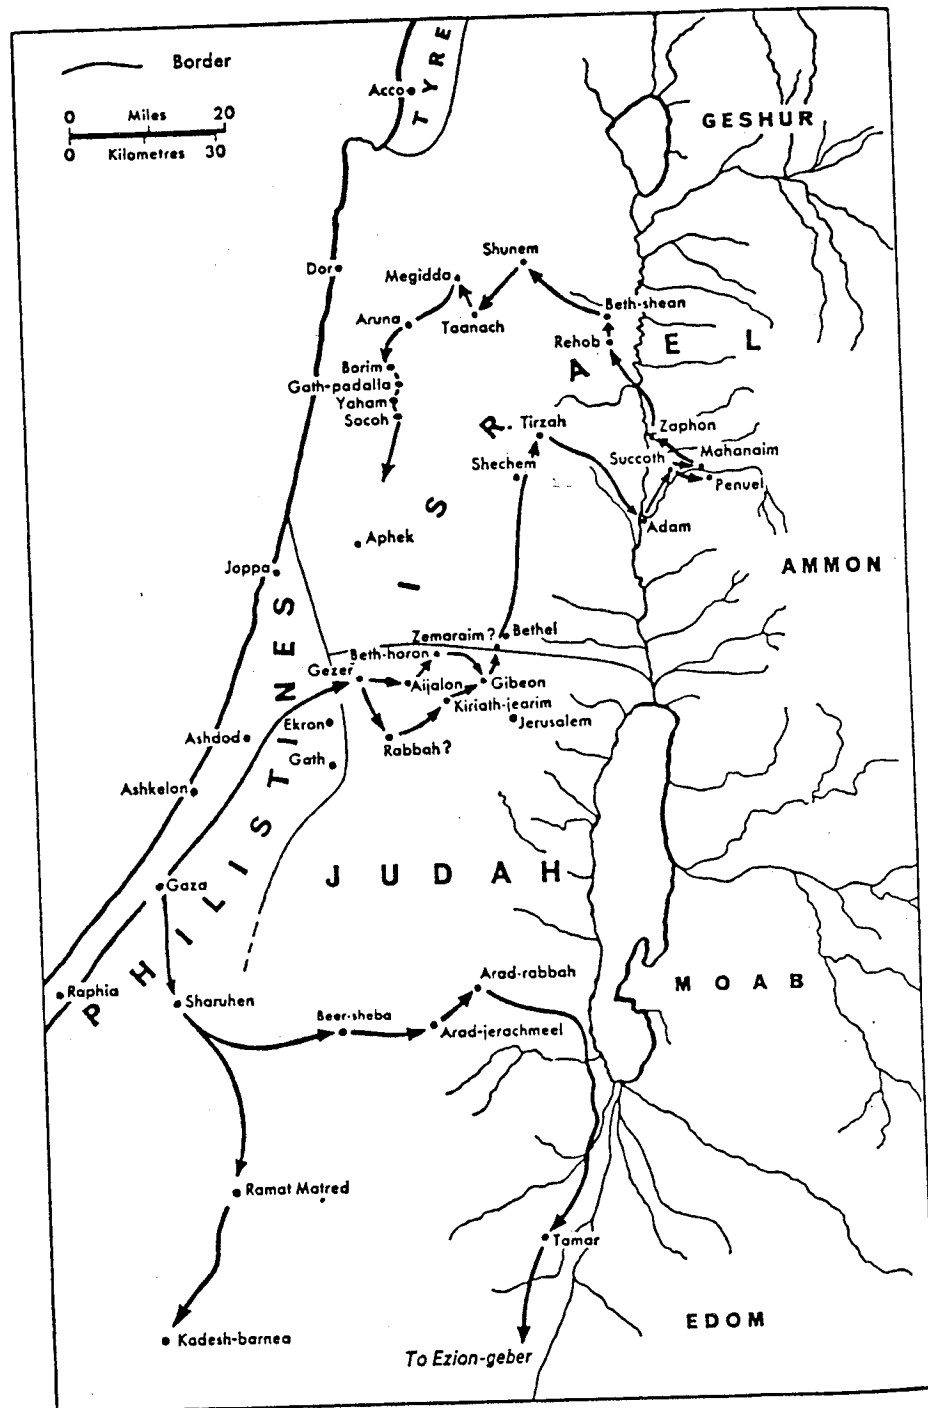 Border
0 Miles 20
0 Kilometres 30
TYRE
Acco
GESHUR
Shunem
Dor
Megidda
Beth-shean
Aruna
Taanach
Rehob
ISRAEL
Borim
Gath-padalla
Yaham
Socoh
Tirzah
Zaphon
Shechem
Succoth
Mahanaim
Penuel
Adam
Aphek
Joppa
AMMON
PHILISTINES
Zemaraim?
Bethel
Beth-horon
Gezer
Aijalon
Gibeon
Kiriath-jearim
Ekron
Jerusalem
Ashdod
Rabbah?
Gath
Ashkelon
JUDAH
Gaza
Arad-rabbah
MOAB
Raphia
Sharuhen
Beer-sheba
Arad-jerachmeel
Ramat Matred
Tamar
EDOM
Kadesh-barnea
To Ezion-geber